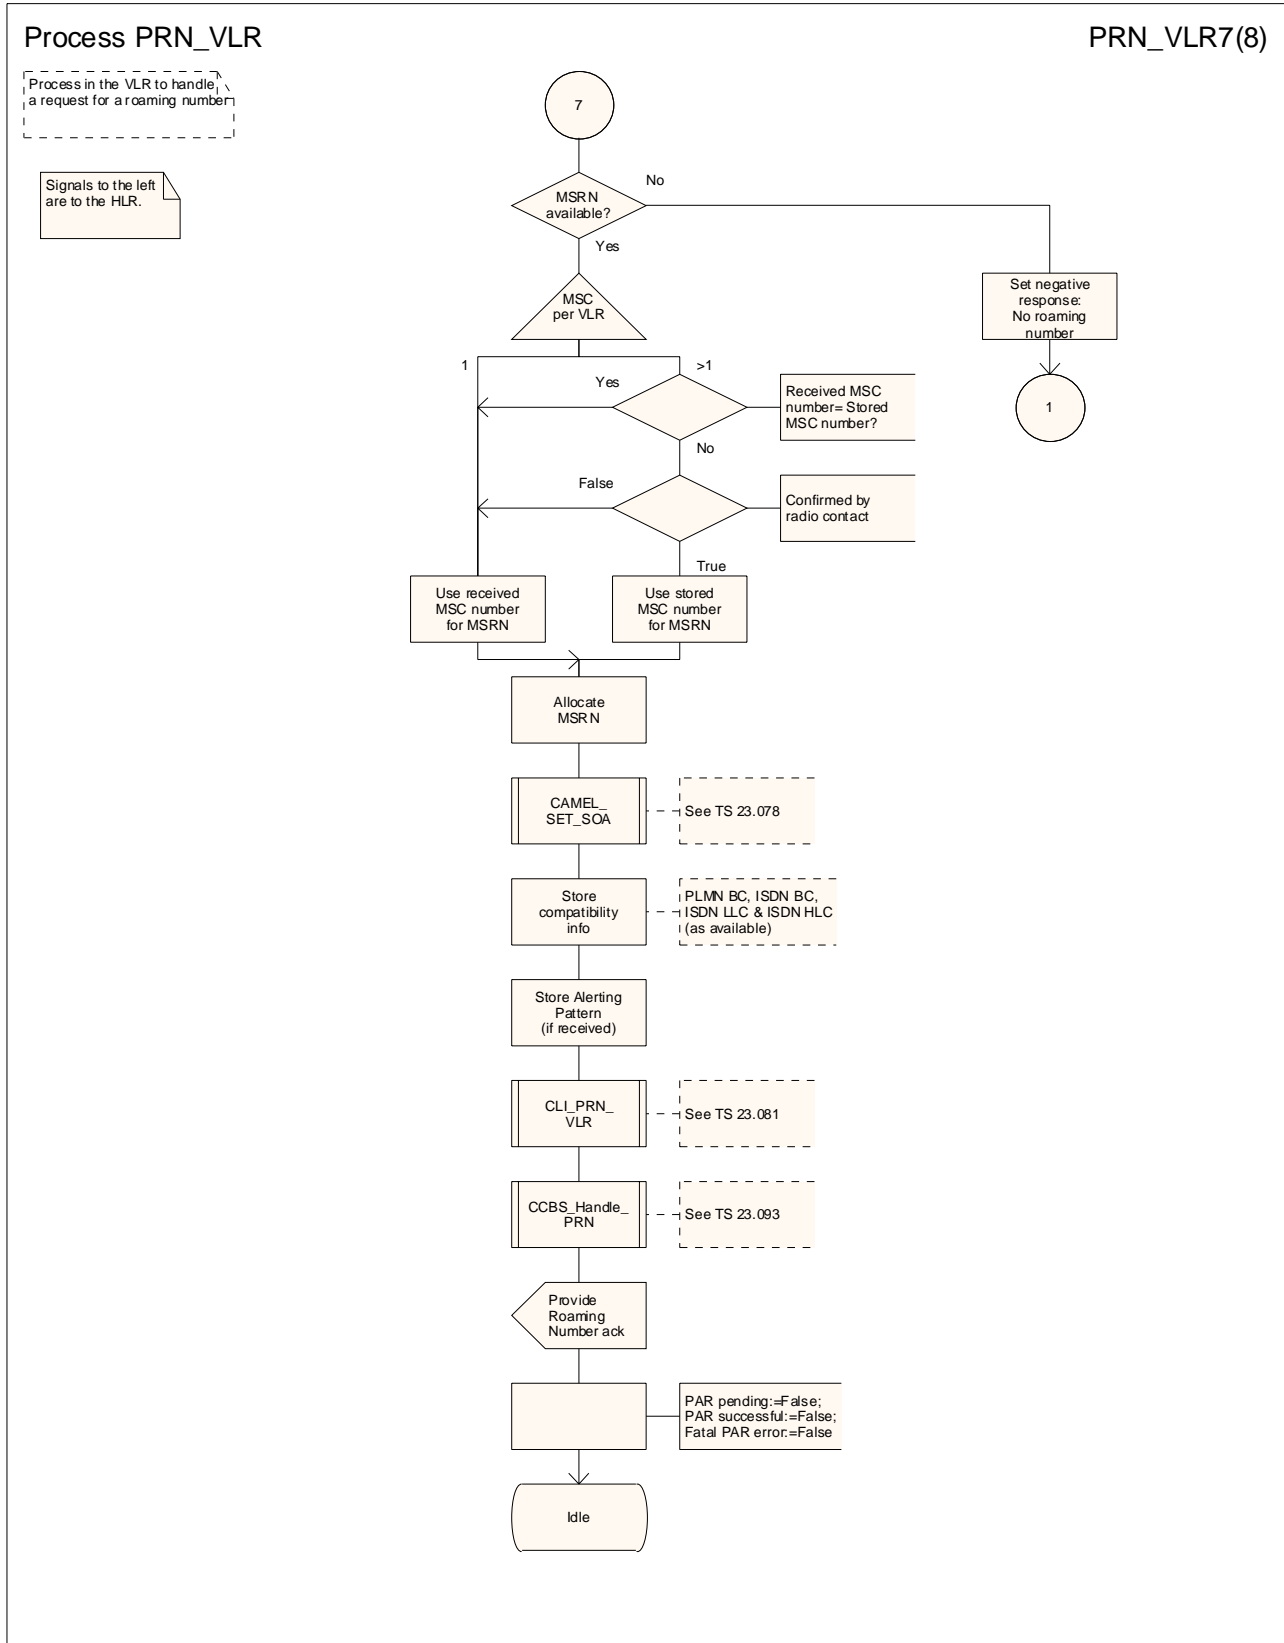 Process PRN_VLR
PRN_VLR7(8)
Process in the VLR to handle
a request for a roaming number
Signals to the left
are to the HLR.
7
MSRN
available?
No
Yes
MSC
per VLR
Set negative
response:
No roaming
number
1
>1
Yes
Received MSC
number= Stored
MSC number?
1
No
False
Confirmed by
radio contact
True
Use received
MSC number
for MSRN
Use stored
MSC number
for MSRN
Allocate
MSRN
CAMEL_
SET_SOA
See TS 23.078
Store
compatibility
info
PLMN BC, ISDN BC,
ISDN LLC & ISDN HLC
(as available)
Store Alerting
Pattern
(if received)
CLI_PRN_
VLR
See TS 23.081
CCBS_Handle_
PRN
See TS 23.093
Provide
Roaming
Number ack
PAR pending:=False;
PAR successful:=False;
Fatal PAR error:=False
Idle